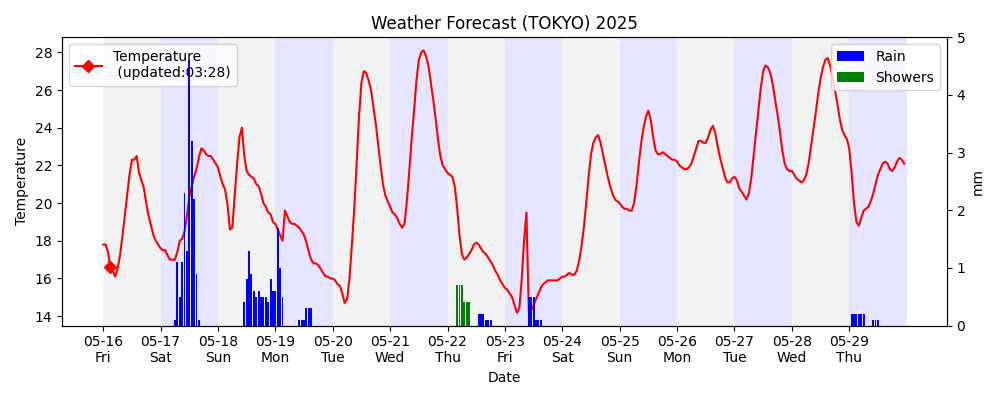 Weather Forecast (TOKYO) 2025
Temperature
(updated:03:28)
Rain
Showers
Temperature
28
26
24
22
20
18
16
14
5
4
3
2
1
0
mm
05-16 05-17 05-18 05-19 05-20 05-21 05-22 05-23 05-24 05-25 05-26 05-27 05-28 05-29
Fri Sat Sun Mon Tue Wed Thu Fri Sat Sun Mon Tue Wed Thu
Date